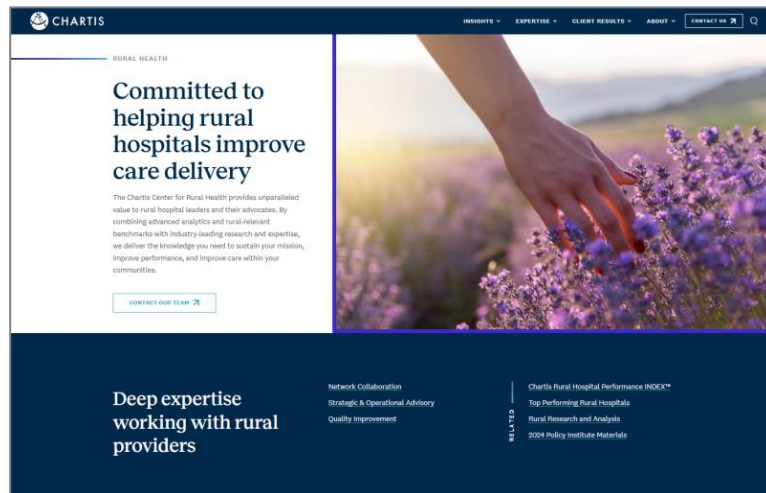 CHARTIS
INSIGHTS
EXPERTISE
CLIENT RESULTS
ABOUT
CONTACT US
RURAL HEALTH
Committed to
helping rural
hospitals improve
care delivery
The Chartis Center for Rural Health provides unparalleled
value to rural hospital leaders and their advocates. By
combining advanced analytics and rural-relevant
benchmarks with industry-leading research and expertise,
we deliver the knowledge you need to sustain your mission,
improve performance, and improve care within your
communities.
CONTACT OUR TEAM
Deep expertise
working with rural
providers
Network Collaboration
Strategic & Operational Advisory
Quality Improvement
RELATED
Chartis Rural Hospital Performance INDEX™
Top Performing Rural Hospitals
Rural Research and Analysis
2024 Policy Institute Materials